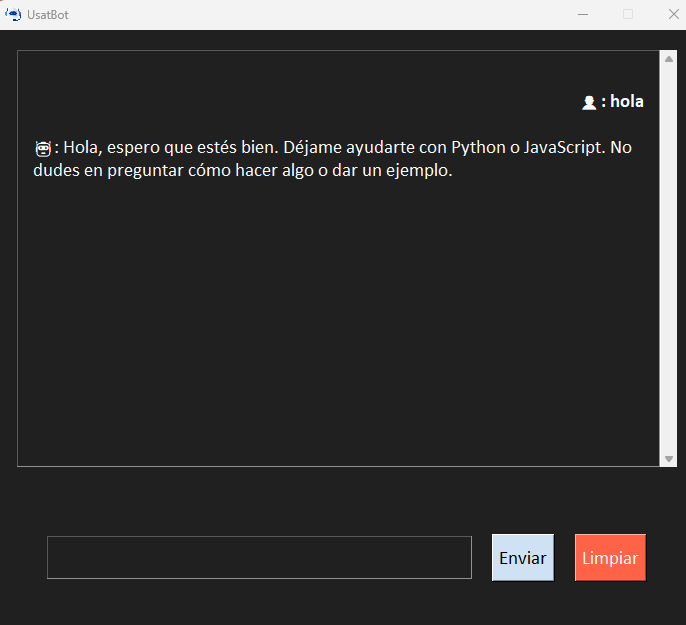 UsatBot
: hola
: Hola, espero que estés bien. Déjame ayudarte con Python o JavaScript. No
dudes en preguntar cómo hacer algo o dar un ejemplo.
Enviar
Limpiar